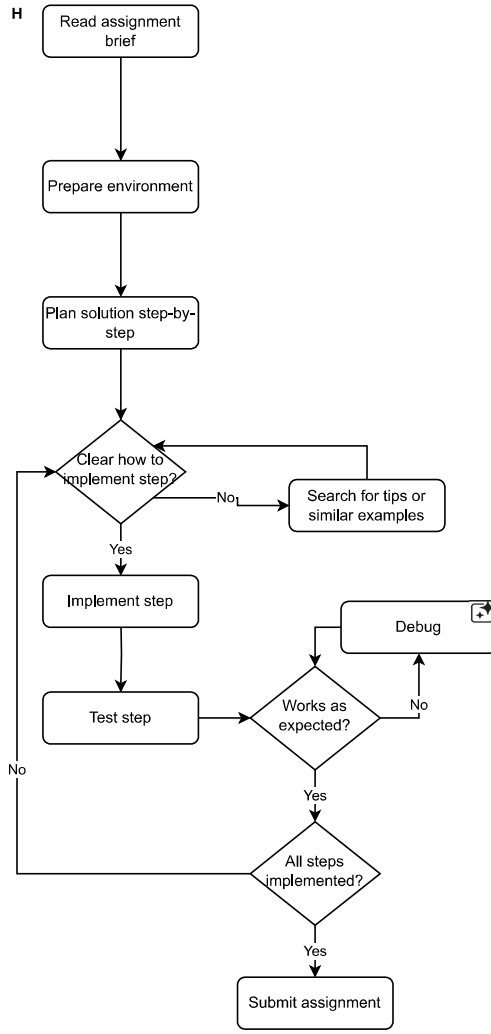 H
Read assignment
brief
Prepare environment
Plan solution step-by-
step
Clear how to
implement step?
No
Search for tips or
similar examples
Yes
Implement step
Debug
Test step
Works as
expected?
No
No
Yes
All steps
implemented?
Yes
Submit assignment